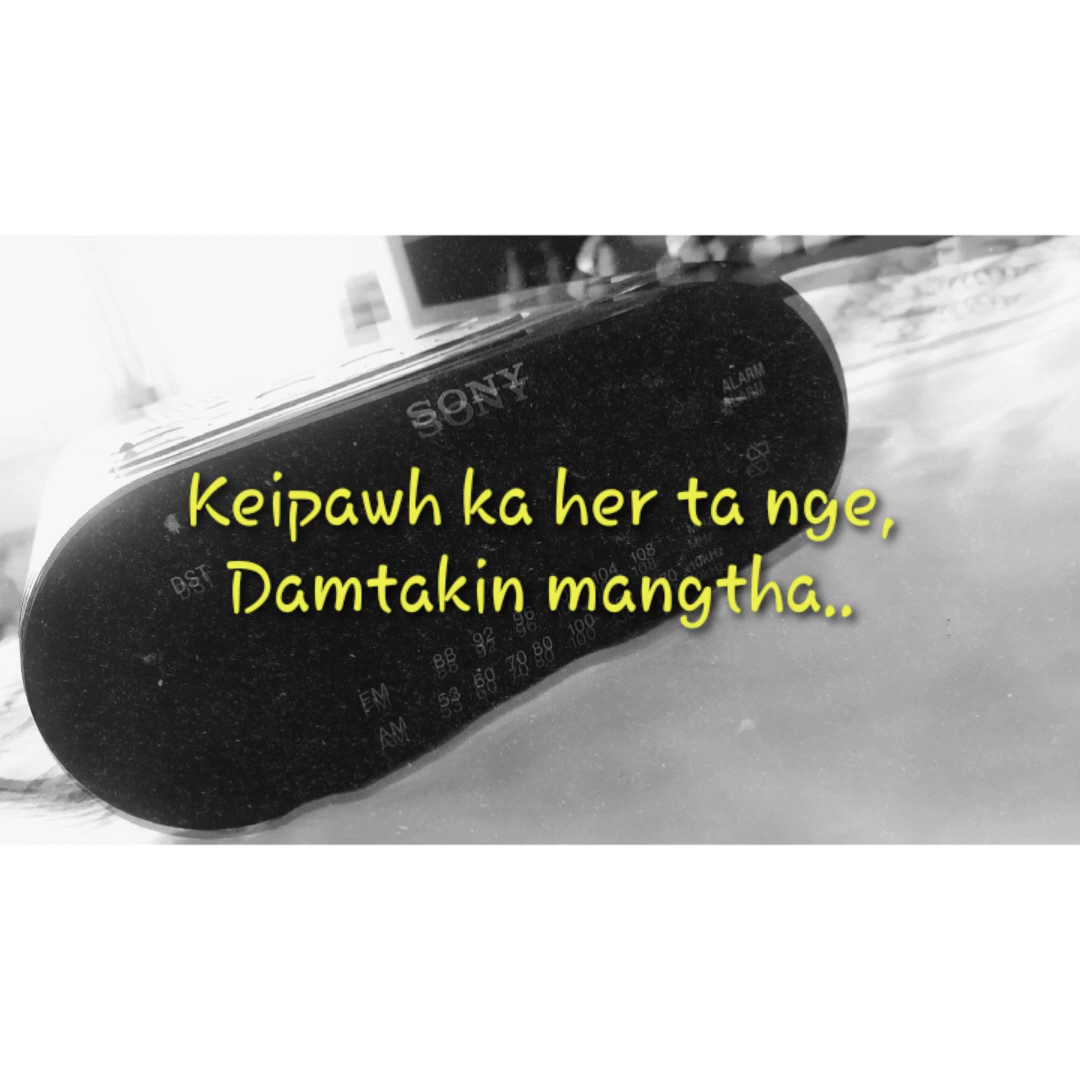 SONY
ALARM
Keipawh ka her ta nge,
Damtakin mangtha..
DST
104 108
88 92 96
FM
53 60 70 80 100
AM